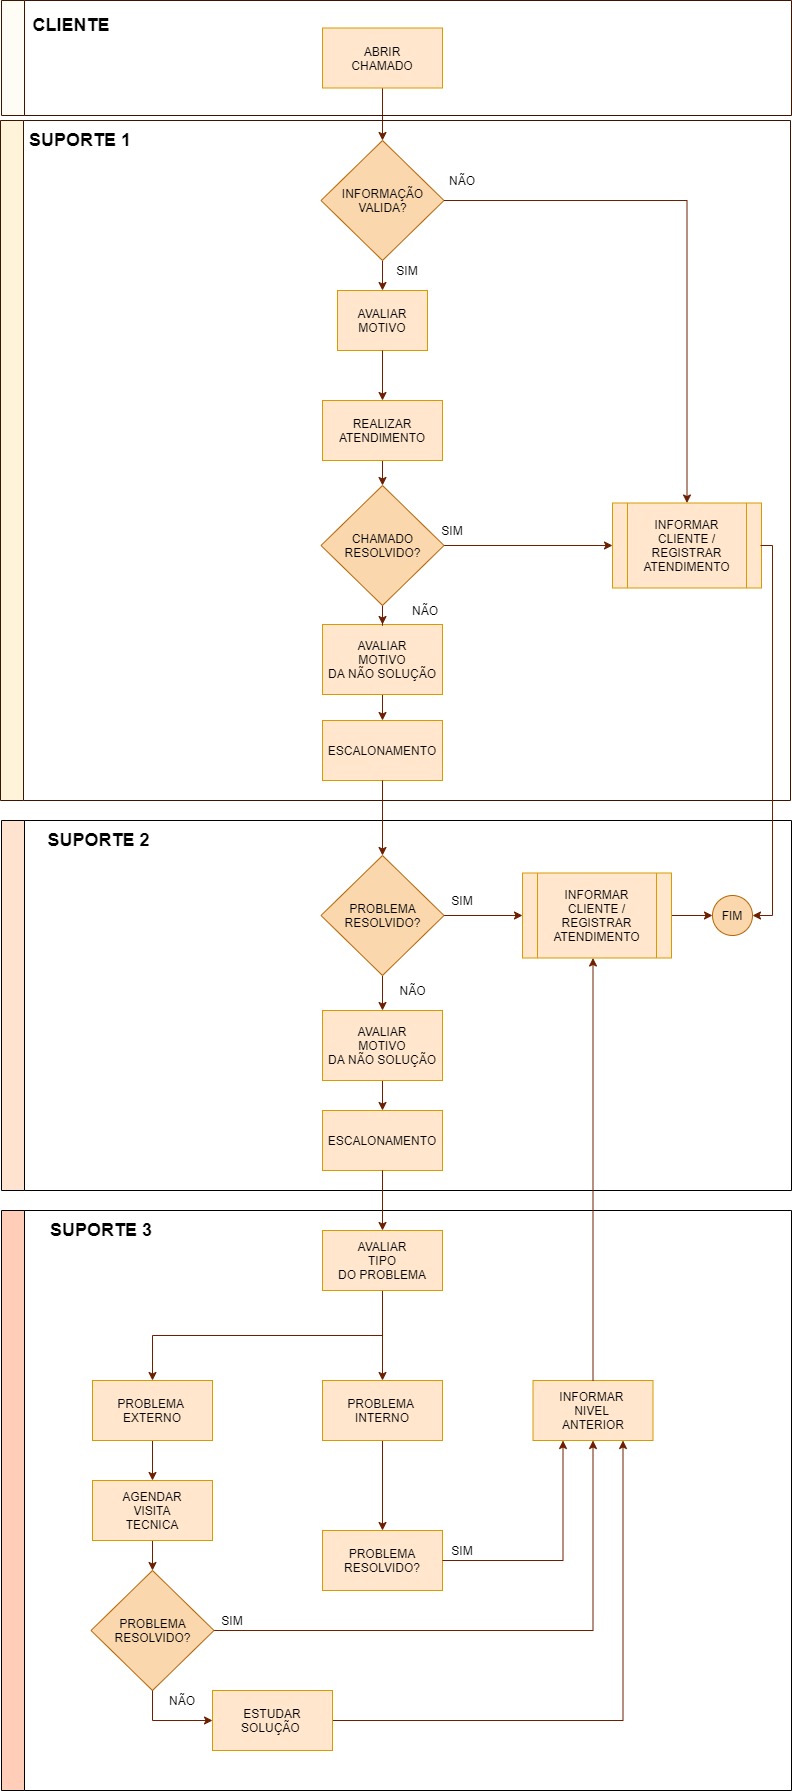 CLIENTE
ABRIR
CHAMADO
SUPORTE 1
NÃO
INFORMAÇÃO
VALIDA?
SIM
AVALIAR
MOTIVO
REALIZAR
ATENDIMENTO
SIM
CHAMADO
RESOLVIDO?
INFORMAR
CLIENTE /
REGISTRAR
ATENDIMENTO
NÃO
AVALIAR
MOTIVO
DA NÃO SOLUÇÃO
ESCALONAMENTO
SUPORTE 2
PROBLEMA
RESOLVIDO?
SIM
INFORMAR
CLIENTE /
REGISTRAR
ATENDIMENTO
FIM
NÃO
AVALIAR
MOTIVO
DA NÃO SOLUÇÃO
ESCALONAMENTO
SUPORTE 3
AVALIAR
TIPO
DO PROBLEMA
PROBLEMA
EXTERNO
PROBLEMA
INTERNO
INFORMAR
NIVEL
ANTERIOR
AGENDAR
VISITA
TECNICA
PROBLEMA
RESOLVIDO?
SIM
PROBLEMA
RESOLVIDO?
SIM
NÃO
ESTUDAR
SOLUÇÃO